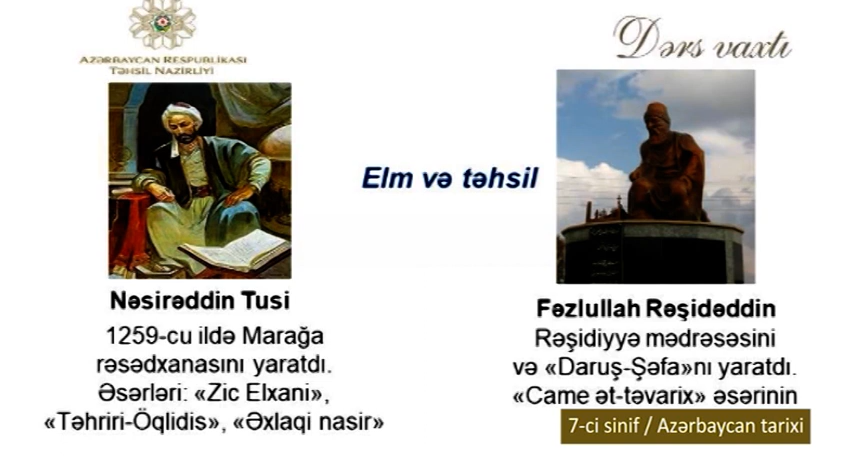 AZƏRBAYCAN RESPUBLİKASI
TƏHSİL NAZİRLİYİ
Dərs vaxtı
Elm və təhsil
Nəsirəddin Tusi
1259-cu ildə Marağa
rəsədxanasını yaratdı.
Əsərləri: «Zic Elxani»,
«Təhriri-Öqlidis», «Əxlaqi nasir»
Fəzlullah Rəşidəddin
Rəşidiyyə mədrəsəsini
və «Daruş-Şəfa»nı yaratdı.
«Came ət-təvarix» əsərinin
7-ci sinif / Azərbaycan tarixi